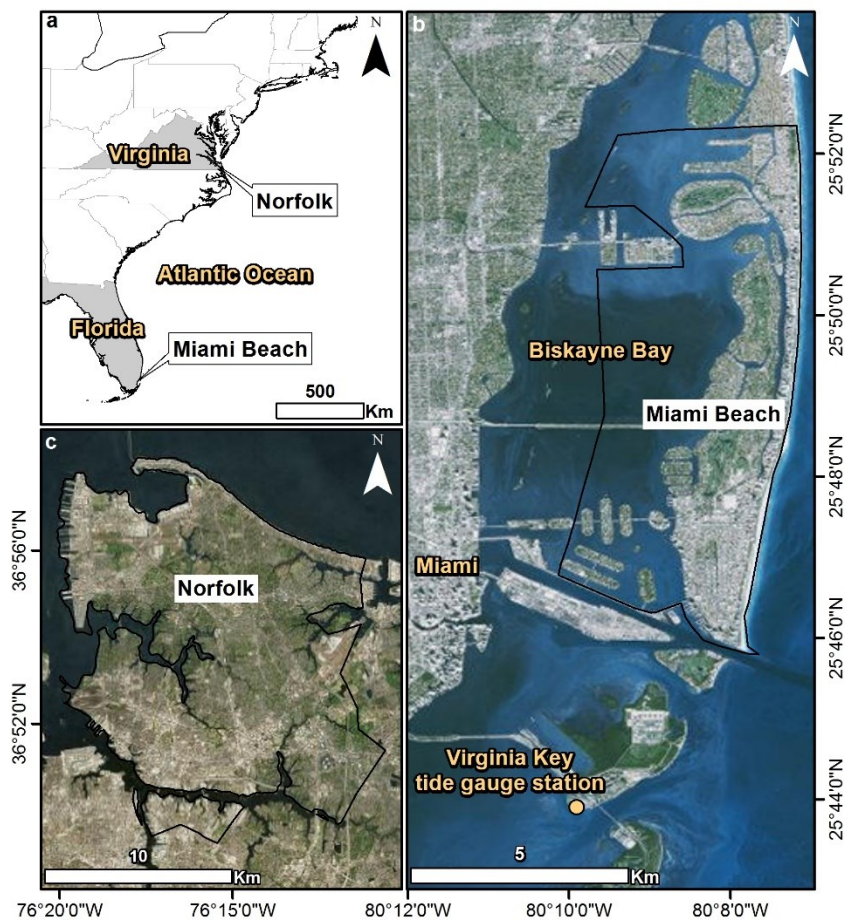 a
N
Virginia
Norfolk
Atlantic Ocean
Florida
Miami Beach
500
Km
b
N
Biskayne Bay
Miami Beach
Miami
Virginia Key
tide gauge station
5
Km
25°52'0"N
25°50'0"N
25°48'0"N
25°46'0"N
25°44'0"N
c
N
Norfolk
10
Km
36°56'0"N
36°52'0"N
76°20'0"W
76°15'0"W
80°12'0"W
80°10'0"W
80°8'0"W